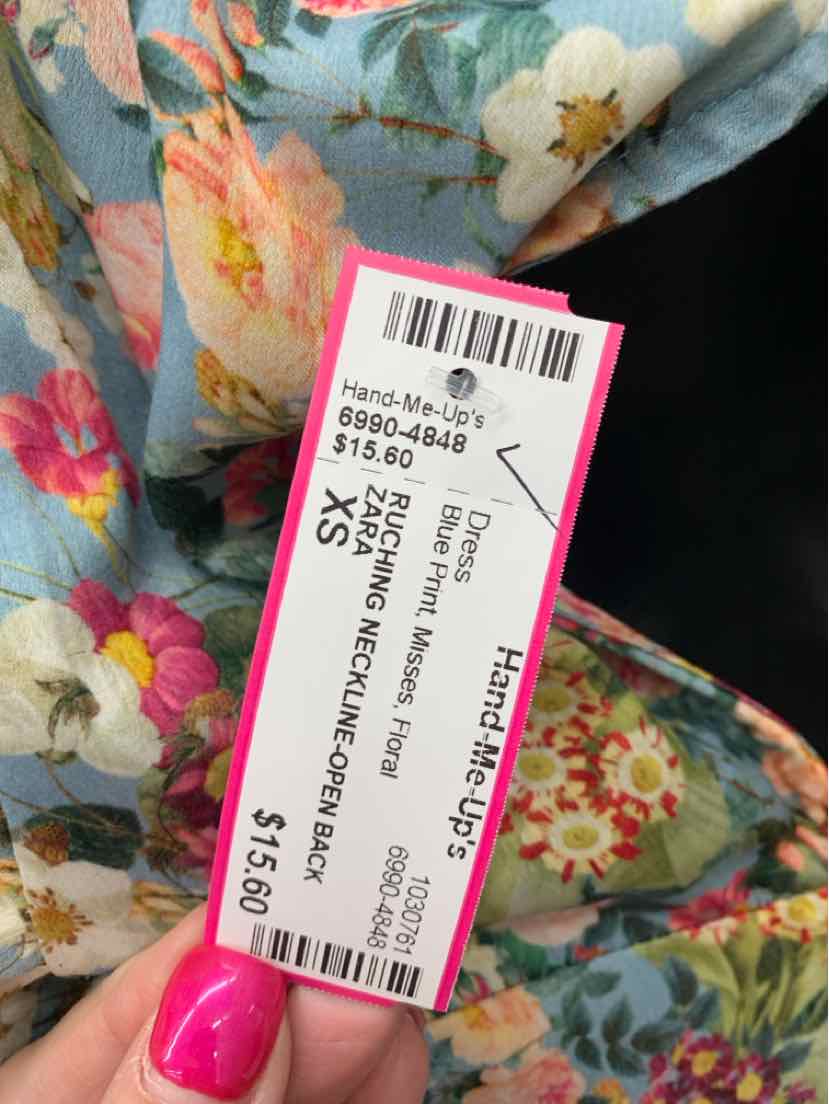 Hand-Me-Up's
6990-4848
$15.60
Hand-Me-Up's
Dress
Blue Print, Misses, Floral
1030761
6990-4848
RUCHING NECKLINE-OPEN BACK
ZARA
XS
$15.60